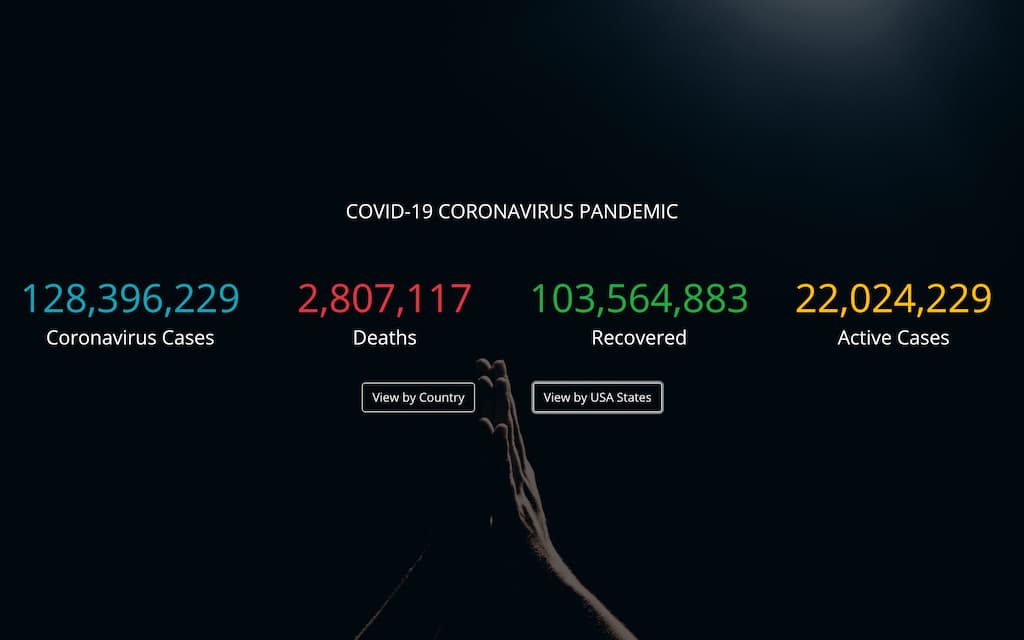 COVID-19 CORONAVIRUS PANDEMIC
128,396,229 2,807,117 103,564,883 22,024,229
Coronavirus Cases Deaths Recovered Active Cases
View by Country View by USA States